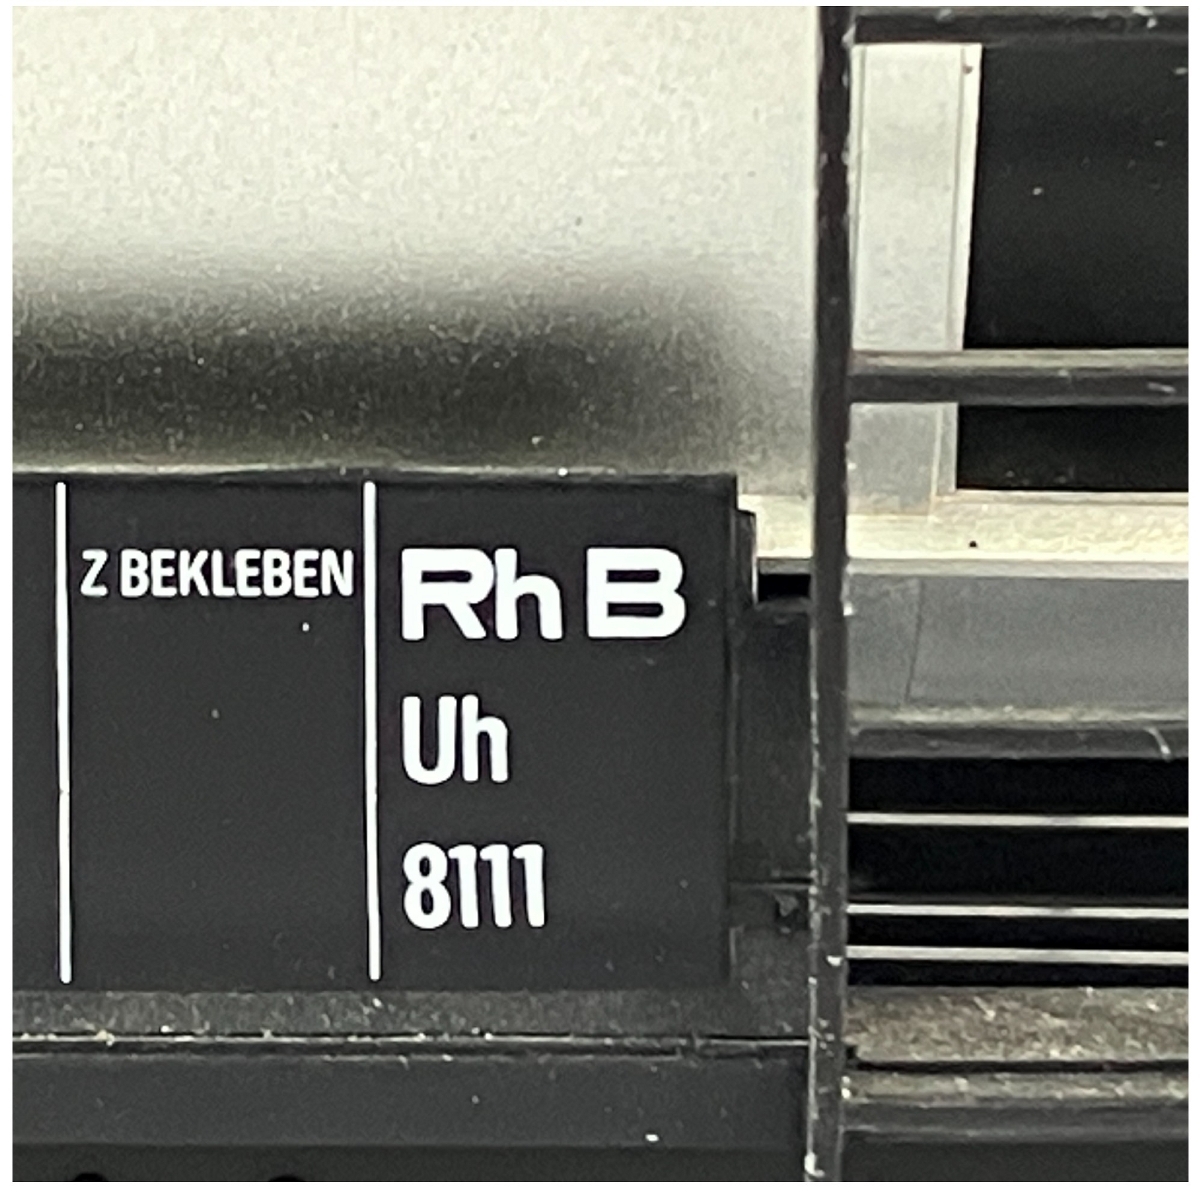 Z BEKLEBEN
Rh B
Uh
8111